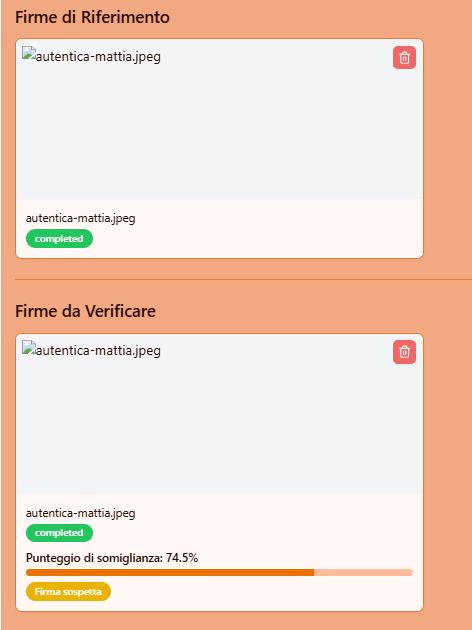 Firme di Riferimento
autentica-mattia.jpeg
autentica-mattia.jpeg
completed
Firme da Verificare
autentica-mattia.jpeg
autentica-mattia.jpeg
completed
Punteggio di somiglianza: 74.5%
Firma sospetta